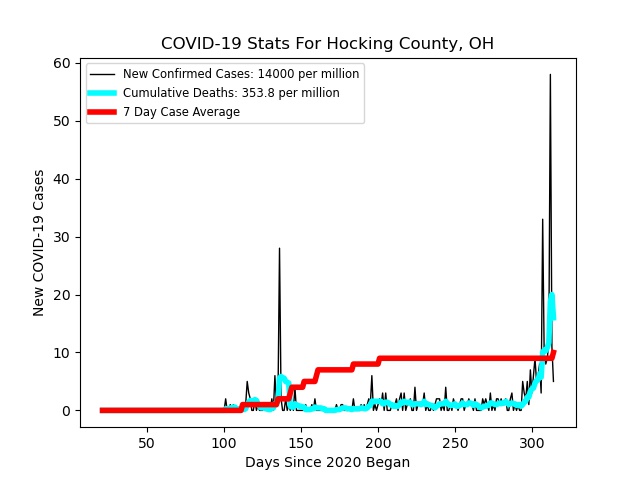 COVID-19 Stats For Hocking County, OH
New Confirmed Cases: 14000 per million
Cumulative Deaths: 353.8 per million
7 Day Case Average
New COVID-19 Cases
60
50
40
30
20
10
0
50 100 150 200 250 300
Days Since 2020 Began